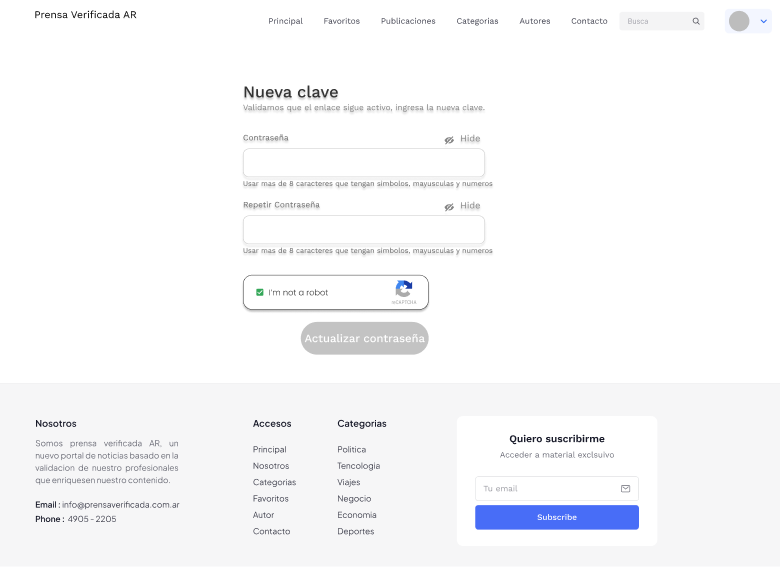 Prensa Verificada AR
Principal Favoritos Publicaciones Categorias Autores Contacto Busca
Nueva clave
Validamos que el enlace sigue activo, ingresa la nueva clave.
Contraseña Hide
Usar mas de 8 caracteres que tengan simbolos, mayusculas y numeros
Repetir Contraseña Hide
Usar mas de 8 caracteres que tengan simbolos, mayusculas y numeros
I'm not a robot
reCAPTCHA
Actualizar contraseña
Nosotros
Somos prensa verificada AR, un
nuevo portal de noticias basado en la
validacion de nuestro profesionales
que enriquesen nuestro contenido.
Email : info@prensaverificada.com.ar
Phone : 4905 - 2205
Accesos
Principal
Nosotros
Categorias
Favoritos
Autor
Contacto
Categorias
Politica
Tencologia
Viajes
Negocio
Economia
Deportes
Quiero suscribirme
Acceder a material exclsuivo
Tu email
Subscribe